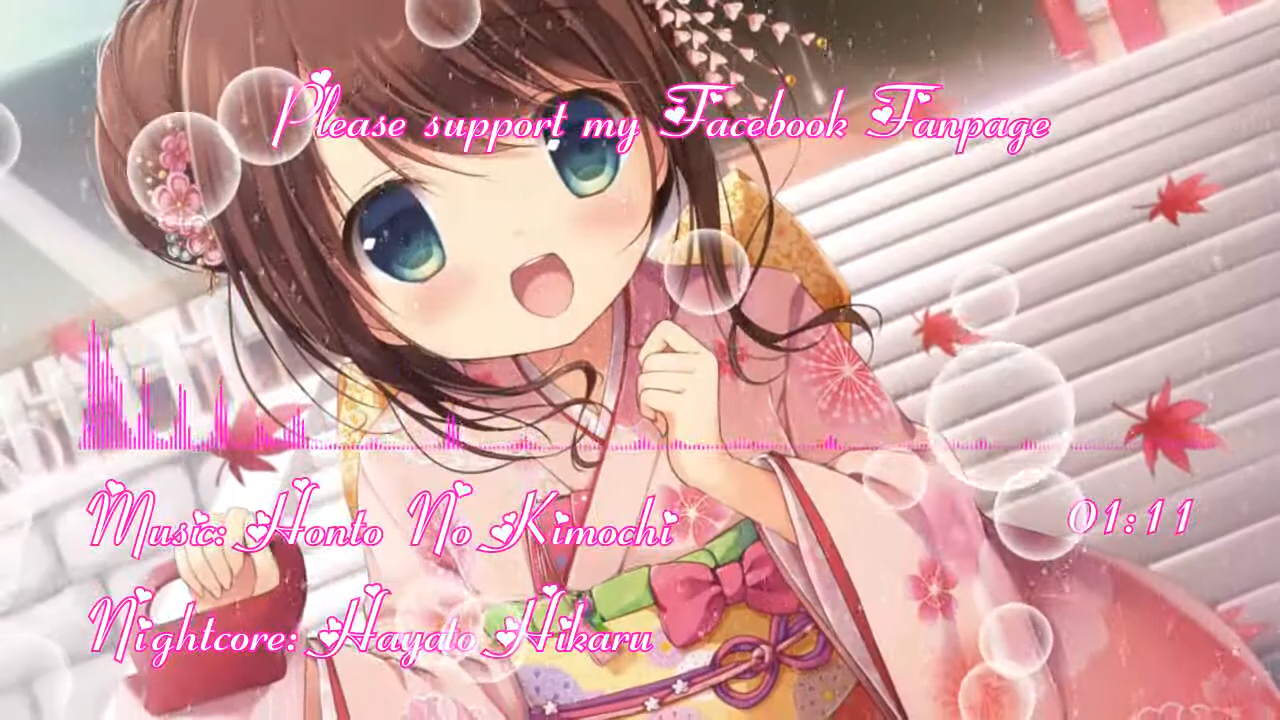 Please support my Facebook Fanpage
Music: Honto No Kimochi
01:11
Nightcore: Hayato Hikaru